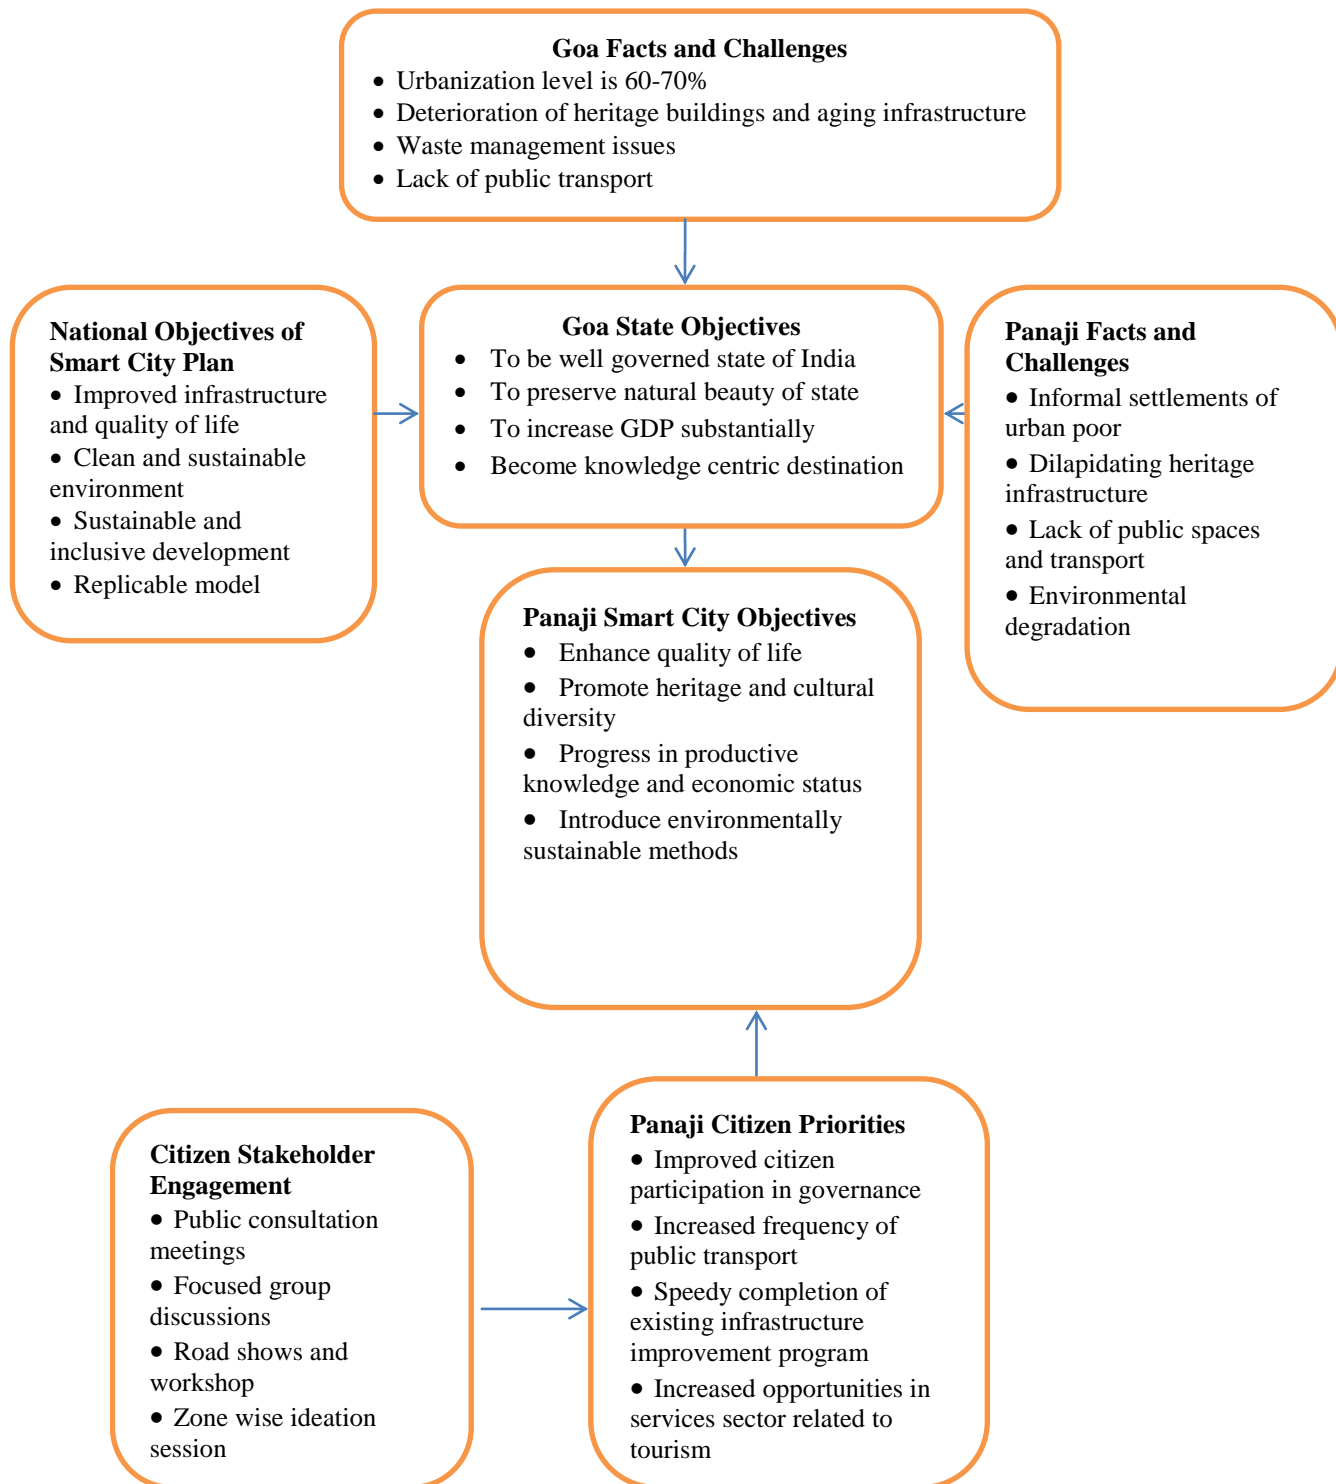 Goa Facts and Challenges
• Urbanization level is 60-70%
• Deterioration of heritage buildings and aging infrastructure
• Waste management issues
• Lack of public transport
National Objectives of
Smart City Plan
• Improved infrastructure
and quality of life
• Clean and sustainable
environment
• Sustainable and
inclusive development
• Replicable model
Goa State Objectives
• To be well governed state of India
• To preserve natural beauty of state
• To increase GDP substantially
• Become knowledge centric destination
Panaji Facts and
Challenges
• Informal settlements of
urban poor
• Dilapidating heritage
infrastructure
• Lack of public spaces
and transport
• Environmental
degradation
Panaji Smart City Objectives
• Enhance quality of life
• Promote heritage and cultural
diversity
• Progress in productive
knowledge and economic status
• Introduce environmentally
sustainable methods
Citizen Stakeholder
Engagement
• Public consultation
meetings
• Focused group
discussions
• Road shows and
workshop
• Zone wise ideation
session
Panaji Citizen Priorities
• Improved citizen
participation in governance
• Increased frequency of
public transport
• Speedy completion of
existing infrastructure
improvement program
• Increased opportunities in
services sector related to
tourism